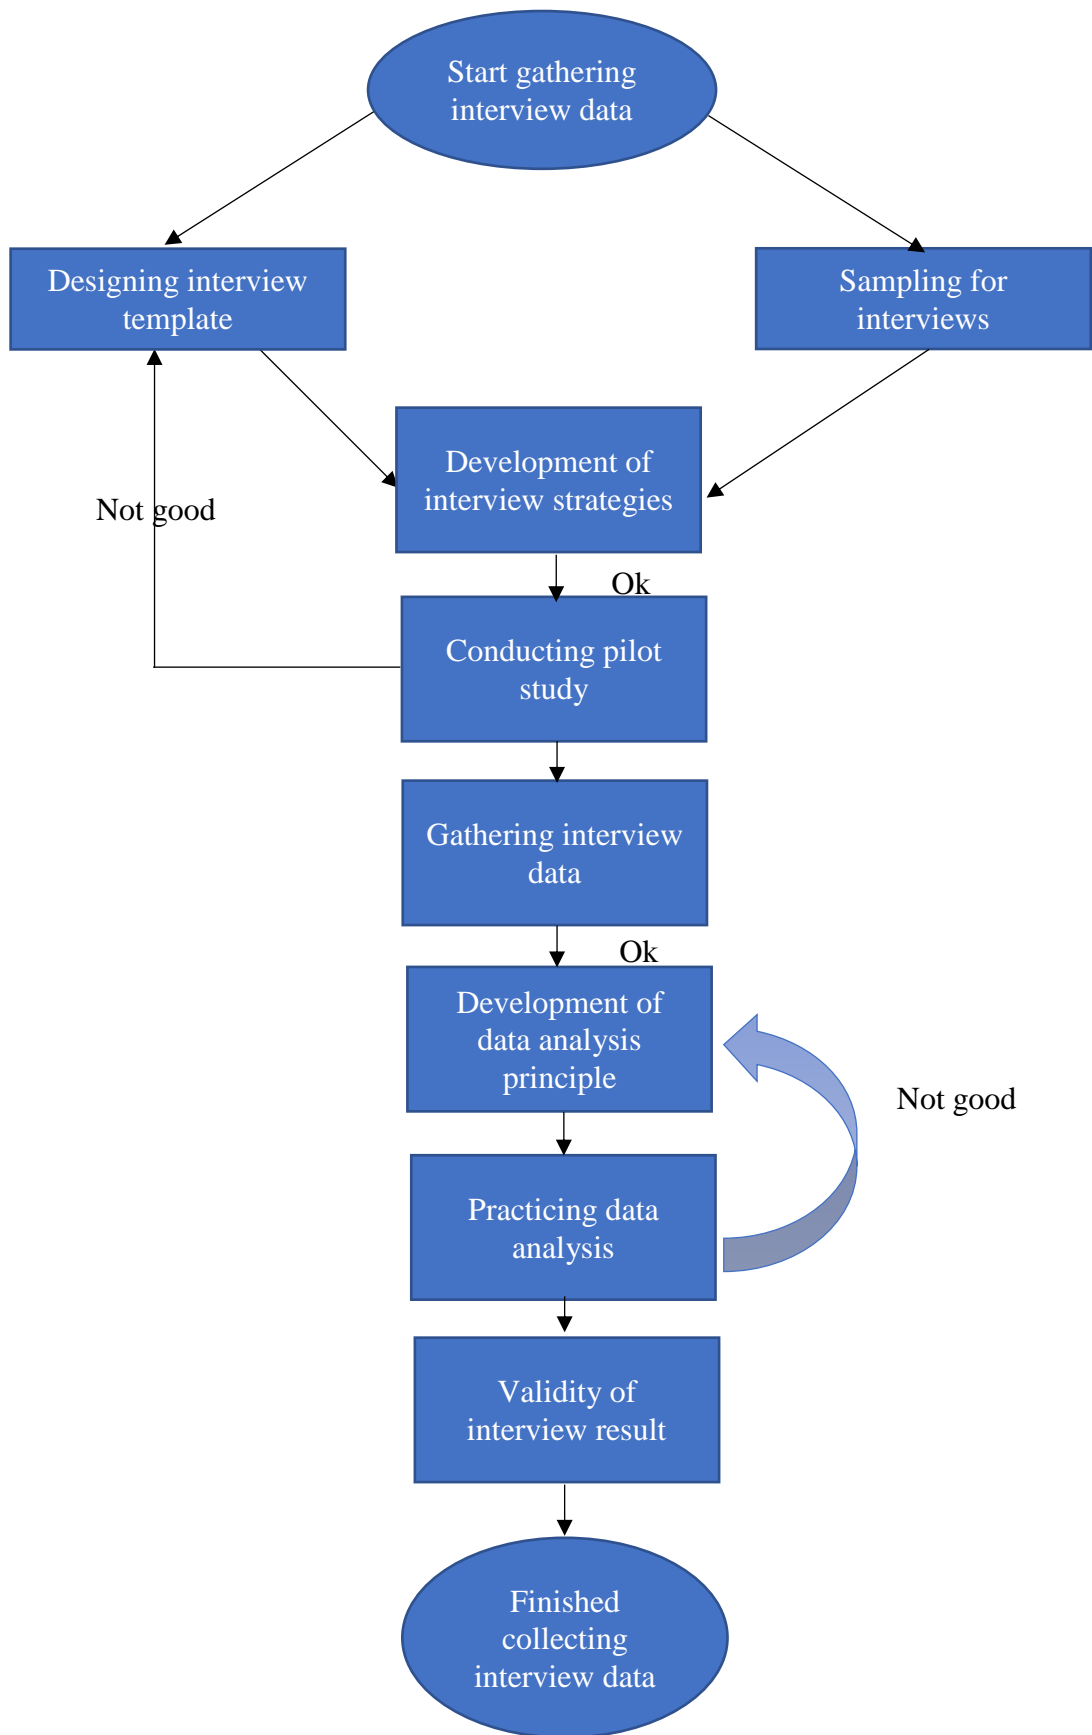 Start gathering
interview data
Designing interview
template
Sampling for
interviews
Development of
interview strategies
Not good
Ok
Conducting pilot
study
Gathering interview
data
Ok
Development of
data analysis
principle
Not good
Practicing data
analysis
Validity of
interview result
Finished
collecting
interview data